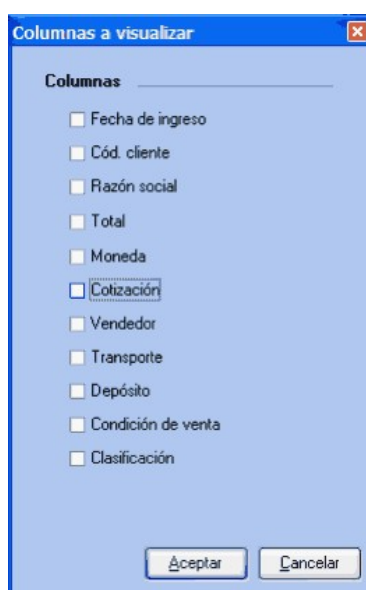 Columnas a visualizar
Columnas
Fecha de ingreso
Cód. cliente
Razón social
Total
Moneda
Cotización
Vendedor
Transporte
Depósito
Condición de venta
Clasificación
Aceptar Cancelar